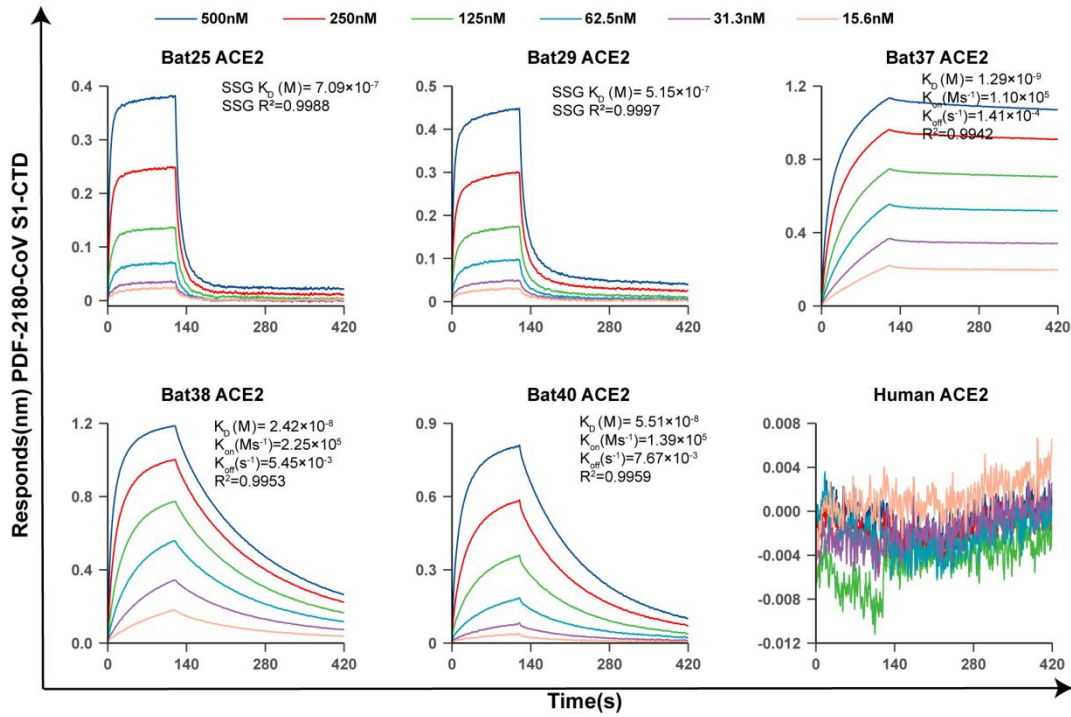 500nM 250nM 125nM 62.5nM 31.3nM 15.6nM
Responds(nm) PDF-2180-CoV S1-CTD
Bat25 ACE2
SSG K_D (M) = 7.09×10⁻⁷
SSG R²=0.9988
0.4
0.3
0.2
0.1
0
0 140 280 420
Bat29 ACE2
SSG K_D (M) = 5.15×10⁻⁷
SSG R²=0.9997
0.5
0.4
0.3
0.2
0.1
0
0 140 280 420
Bat37 ACE2
K_D (M) = 1.29×10⁻⁹
K_on(Ms⁻¹)=1.10×10⁵
K_off(s⁻¹)=1.41×10⁻⁴
R²=0.9942
1.2
0.8
0.4
0
0 140 280 420
Bat38 ACE2
K_D (M) = 2.42×10⁻⁸
K_on(Ms⁻¹)=2.25×10⁵
K_off(s⁻¹)=5.45×10⁻³
R²=0.9953
1.2
0.8
0.4
0.0
0 140 280 420
Bat40 ACE2
K_D (M) = 5.51×10⁻⁸
K_on(Ms⁻¹)=1.39×10⁵
K_off(s⁻¹)=7.67×10⁻³
R²=0.9959
0.9
0.6
0.3
0
0 140 280 420
Human ACE2
0.008
0.004
0.000
-0.004
-0.008
-0.012
0 140 280 420
Time(s)